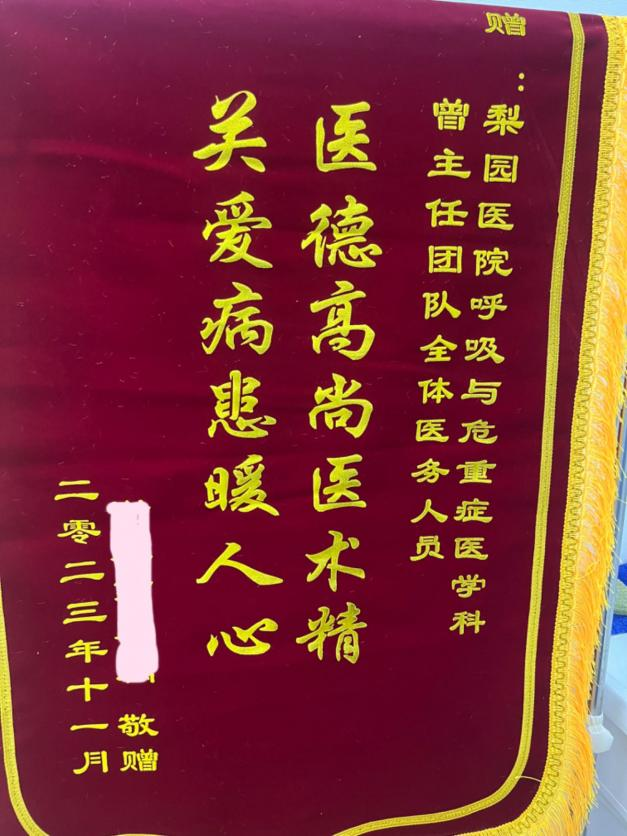 赠：
梨园医院呼吸与危重症医学科
曾主任团队全体医务人员
医德高尚医术精
关爱病患暖人心
敬赠
二零二三年十一月